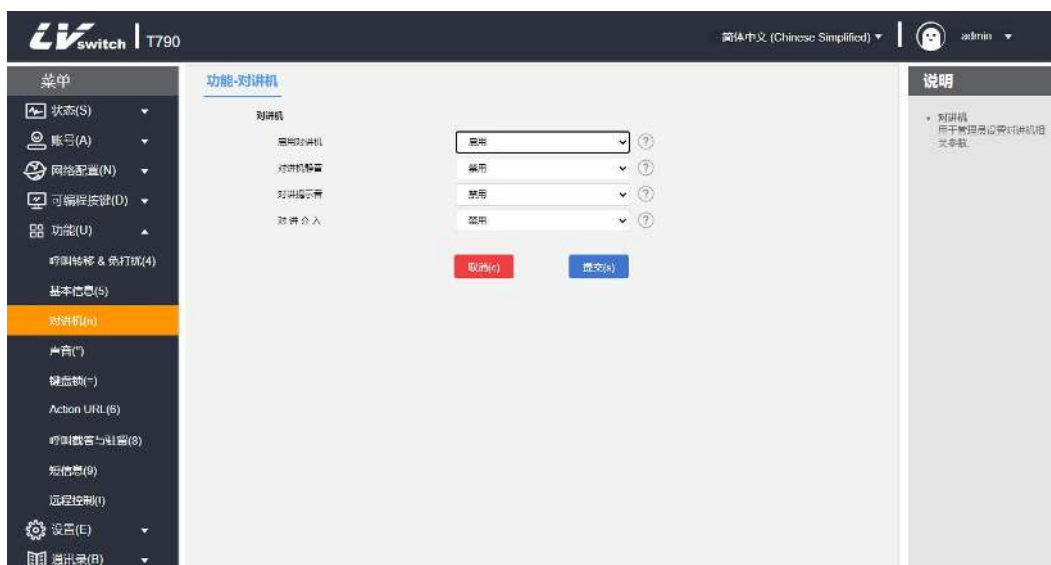 LVswitch T790
简体中文 (Chinese Simplified)
admin
菜单
状态(S)
账号(A)
网络配置(N)
可编程按键(D)
功能(U)
呼叫转移 & 免打扰(4)
基本信息(5)
对讲机(n)
声音(")
键盘锁(=)
Action URL(6)
呼叫截答与驻留(8)
短信息(9)
远程控制(!)
设置(E)
通讯录(B)
功能-对讲机
对讲机
启用对讲机 启用 ?
对讲机静音 禁用 ?
对讲提示音 禁用 ?
对讲介入 禁用 ?
取消(c) 提交(s)
说明
对讲机
用于管理员设置对讲机相
关参数